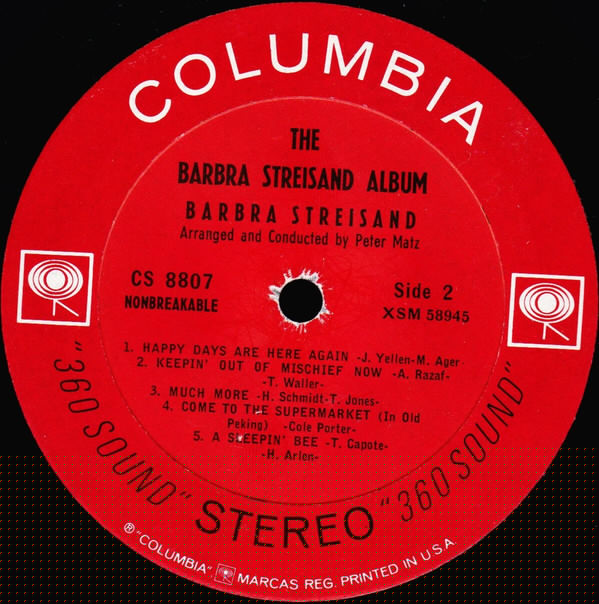 COLUMBIA
THE
BARBRA STREISAND ALBUM
BARBRA STREISAND
Arranged and Conducted by Peter Matz
CS 8807
NONBREAKABLE
Side 2
XSM 58945
1. HAPPY DAYS ARE HERE AGAIN -J. Yellen-M. Ager-
2. KEEPIN' OUT OF MISCHIEF NOW -A. Razaf-
-T. Waller-
3. MUCH MORE -H. Schmidt-T. Jones-
4. COME TO THE SUPERMARKET (In Old
Peking) -Cole Porter-
5. A SLEEPIN' BEE -T. Capote-
-H. Arlen-
"360 SOUND" STEREO "360 SOUND"
® "COLUMBIA", MARCAS REG. PRINTED IN U.S.A.